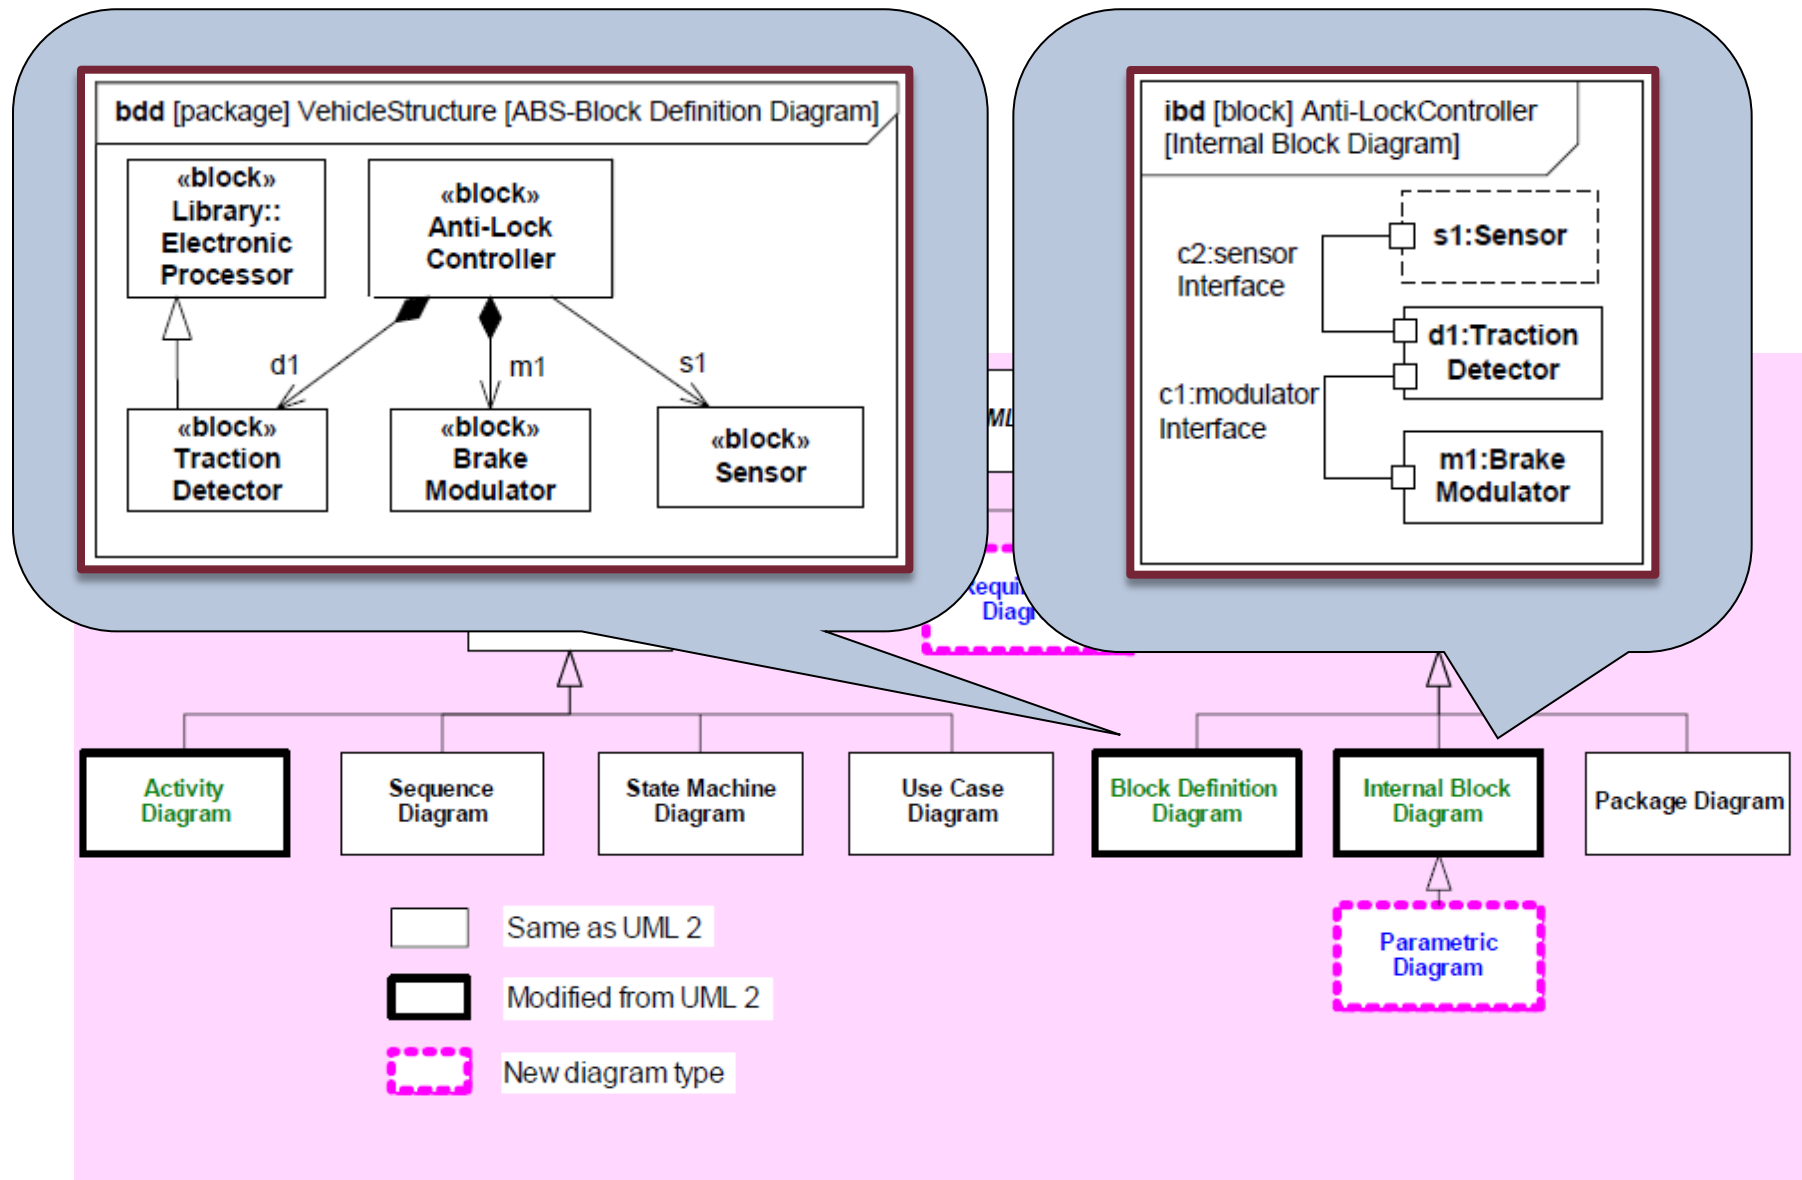 bdd [package] VehicleStructure [ABS-Block Definition Diagram]
«block»
Library::
Electronic
Processor
«block»
Anti-Lock
Controller
d1
m1
s1
«block»
Traction
Detector
«block»
Brake
Modulator
«block»
Sensor
ibd [block] Anti-LockController
[Internal Block Diagram]
c2:sensor
Interface
s1:Sensor
d1:Traction
Detector
c1:modulator
Interface
m1:Brake
Modulator
Activity
Diagram
Sequence
Diagram
State Machine
Diagram
Use Case
Diagram
Block Definition
Diagram
Internal Block
Diagram
Package Diagram
Parametric
Diagram
Same as UML 2
Modified from UML 2
New diagram type